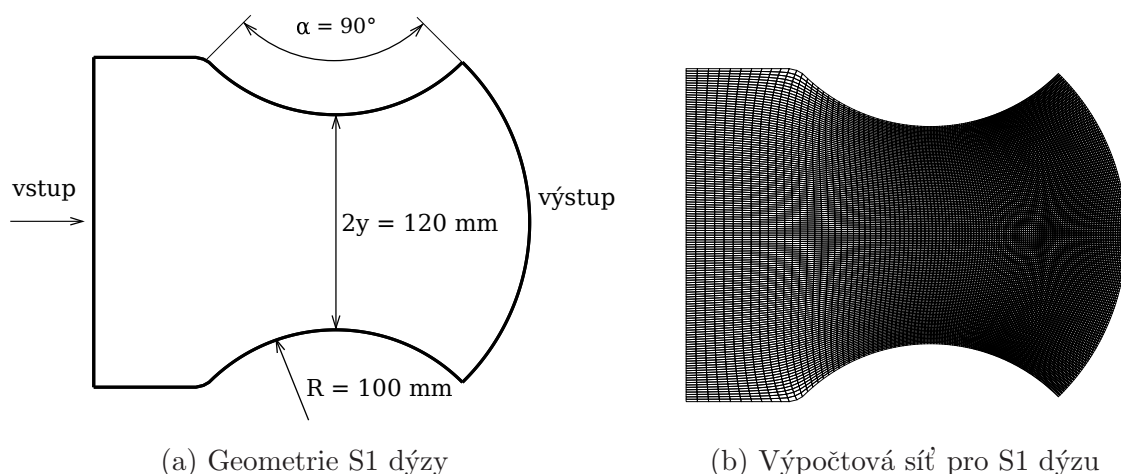 α = 90°
vstup
výstup
2y = 120 mm
R = 100 mm
(a) Geometrie S1 dýzy
(b) Výpočtová síť pro S1 dýzu